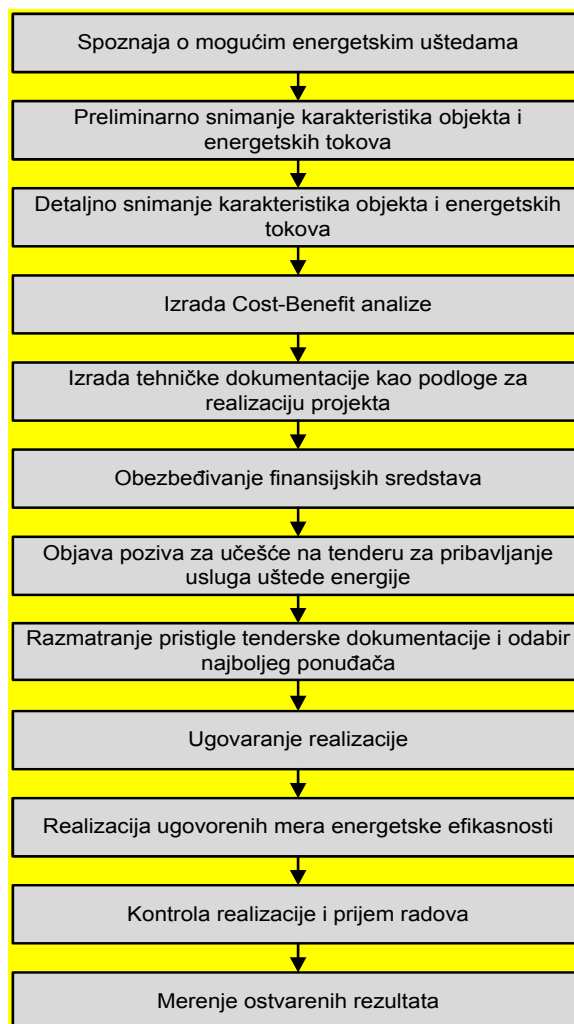 Spoznaja o mogućim energetskim uštedama
Preliminarno snimanje karakteristika objekta i
energetskih tokova
Detaljno snimanje karakteristika objekta i energetskih
tokova
Izrada Cost-Benefit analize
Izrada tehničke dokumentacije kao podloge za
realizaciju projekta
Obezbeđivanje finansijskih sredstava
Objava poziva za učešće na tenderu za pribavljanje
usluga uštede energije
Razmatranje pristigle tenderske dokumentacije i odabir
najboljeg ponuđača
Ugovaranje realizacije
Realizacija ugovorenih mera energetske efikasnosti
Kontrola realizacije i prijem radova
Merenje ostvarenih rezultata